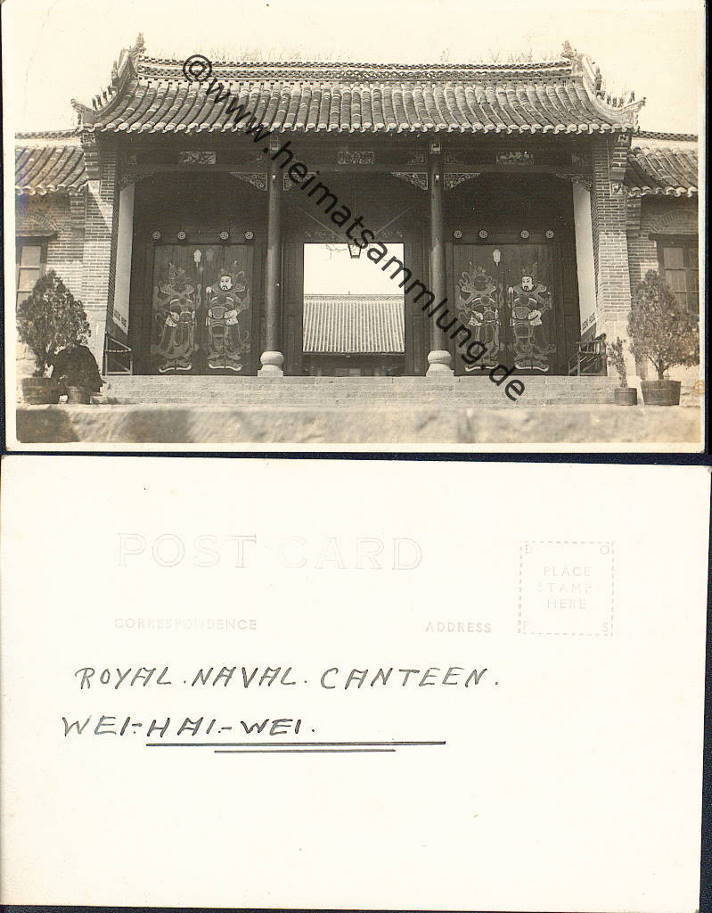 @www.heimatsammlung.de
POST CARD
PLACE
STAMP
HERE
CORRESPONDENCE
ADDRESS
ROYAL.NAVAL.CANTEEN.
WEI-HAI-WEI.